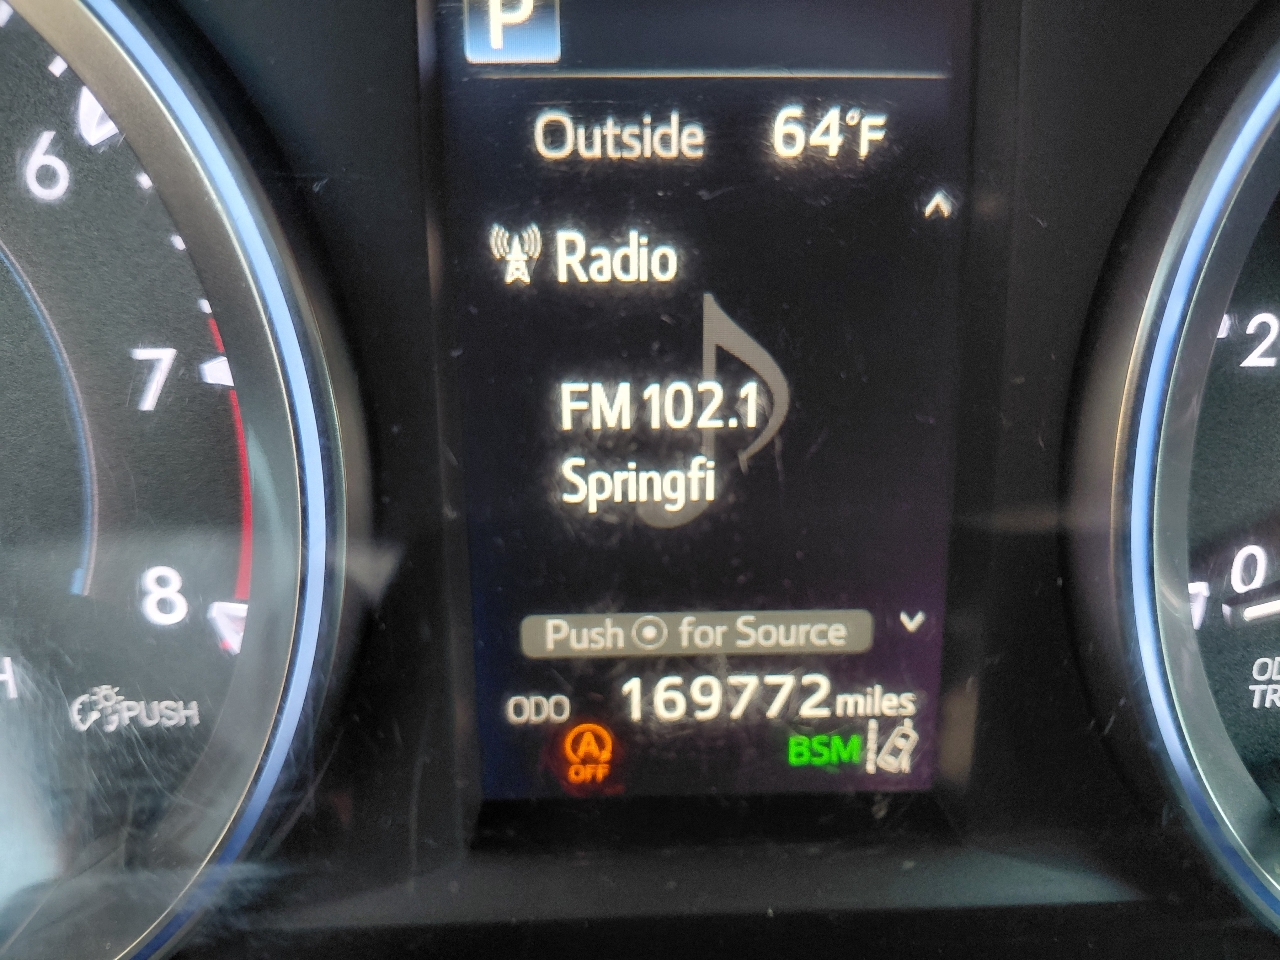 P
Outside 64°F
6
Radio
2
7
FM 102.1
Springfi
8
0
Push for Source
PUSH
ODO 169772 miles
A
OFF
BSM